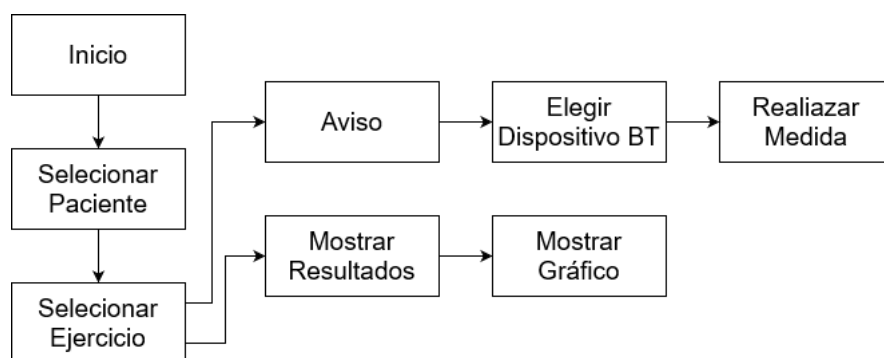 Inicio
Selecionar
Paciente
Selecionar
Ejercicio
Aviso
Elegir
Dispositivo BT
Realiazar
Medida
Mostrar
Resultados
Mostrar
Gráfico